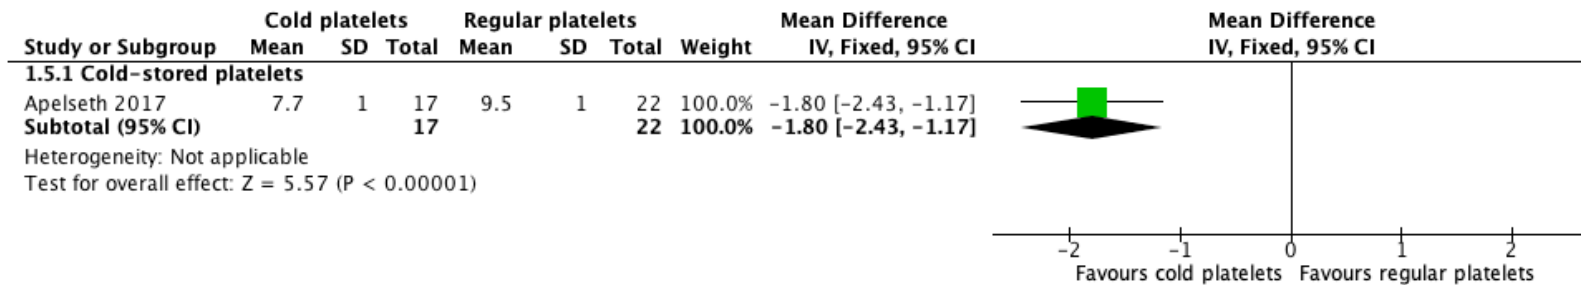 Cold platelets Regular platelets Mean Difference Mean Difference
Study or Subgroup Mean SD Total Mean SD Total Weight IV, Fixed, 95% CI IV, Fixed, 95% CI
1.5.1 Cold-stored platelets
Apelseth 2017 7.7 1 17 9.5 1 22 100.0% -1.80 [-2.43, -1.17]
Subtotal (95% CI) 17 22 100.0% -1.80 [-2.43, -1.17]
Heterogeneity: Not applicable
Test for overall effect: Z = 5.57 (P < 0.00001)
-2 -1 0 1 2
Favours cold platelets Favours regular platelets